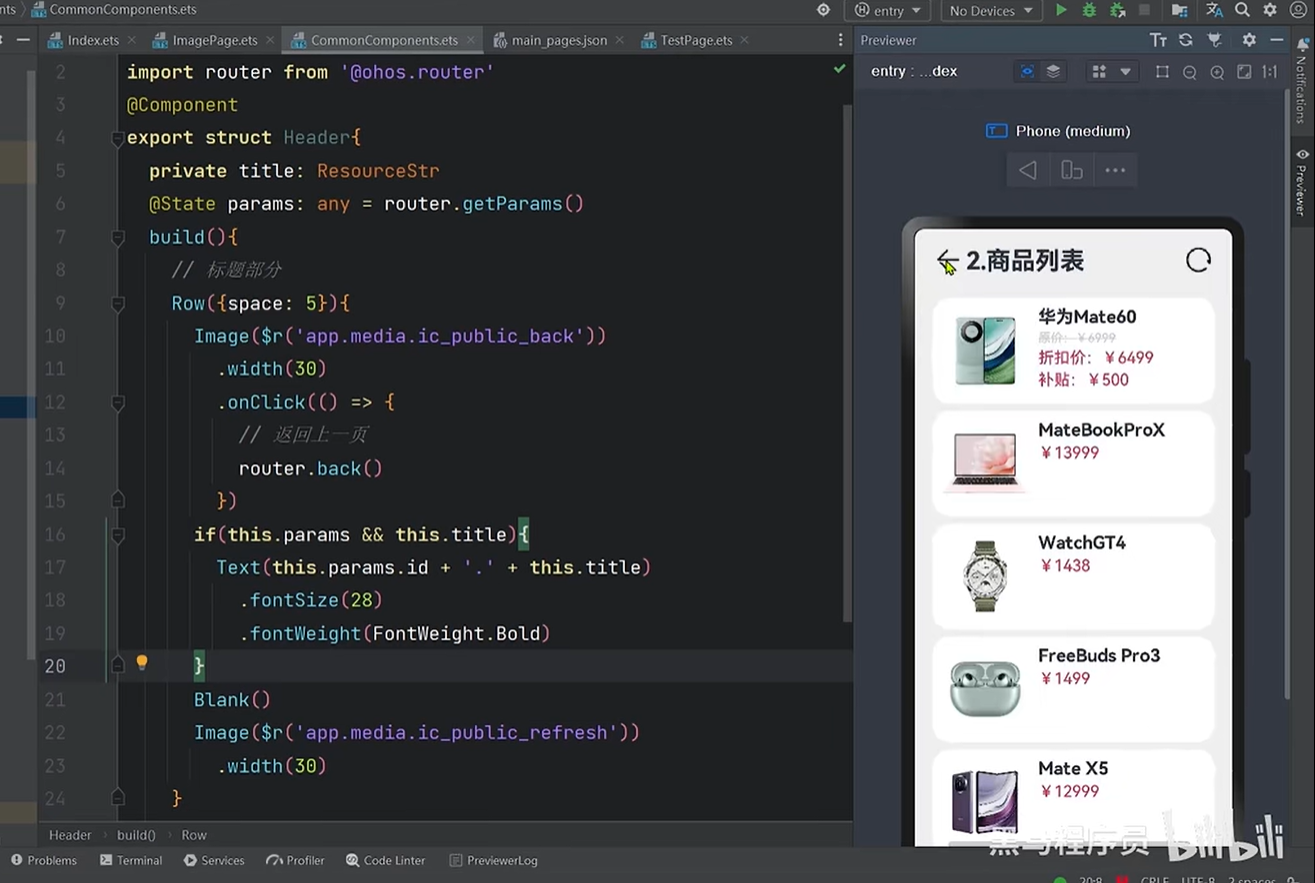 nts > CommonComponents.ets
entry
No Devices
Index.ets
ImagePage.ets
CommonComponents.ets
main_pages.json
TestPage.ets
Previewer
entry : ...dex
1:1
Notifications
Previewer
Phone (medium)
2 import router from '@ohos.router'
3 @Component
4 export struct Header{
5 private title: ResourceStr
6 @State params: any = router.getParams()
7 build(){
8 // 标题部分
9 Row({space: 5}){
10 Image($r('app.media.ic_public_back'))
11 .width(30)
12 .onClick(() => {
13 // 返回上一页
14 router.back()
15 })
16 if(this.params && this.title){
17 Text(this.params.id + '.' + this.title)
18 .fontSize(28)
19 .fontWeight(FontWeight.Bold)
20 }
21 Blank()
22 Image($r('app.media.ic_public_refresh'))
23 .width(30)
24 }
2.商品列表
华为Mate60
原价: ￥6999
折扣价: ￥6499
补贴: ￥500
MateBookProX
￥13999
WatchGT4
￥1438
FreeBuds Pro3
￥1499
Mate X5
￥12999
黑马程序员 bilibili
Header > build() > Row
Problems
Terminal
Services
Profiler
Code Linter
PreviewerLog
20:8 CRLF UTF-8 2 spaces